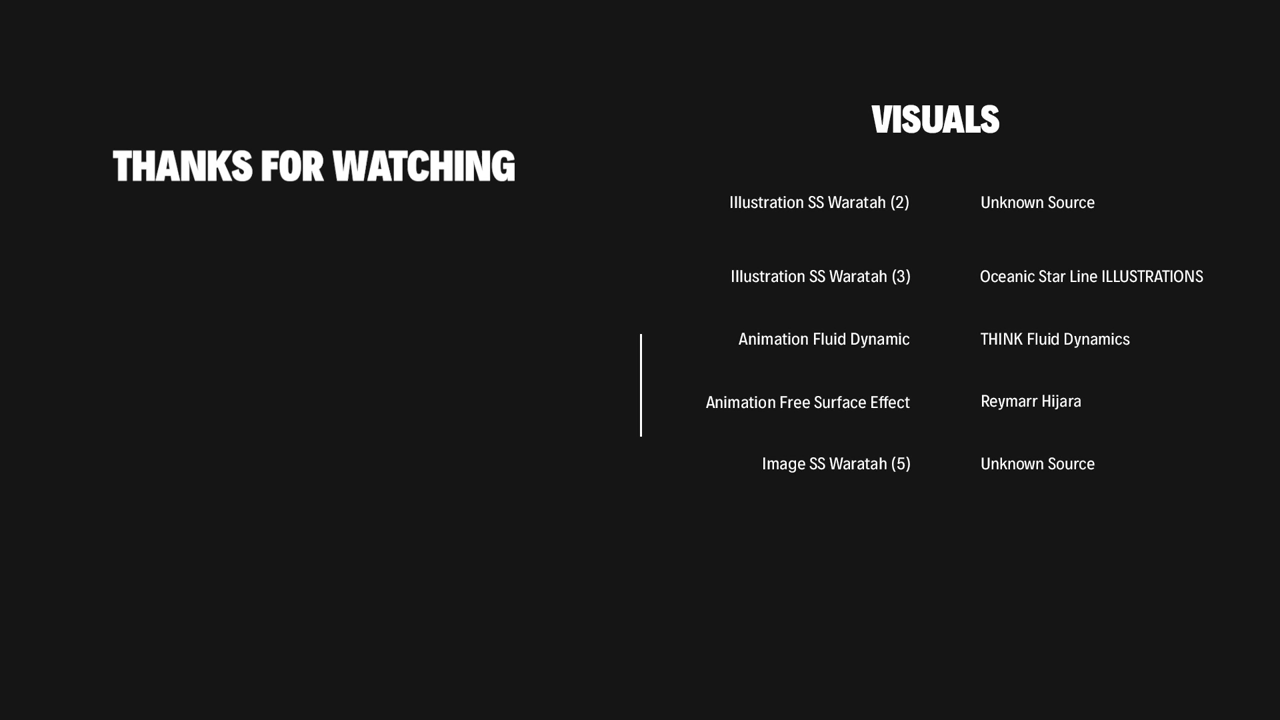 THANKS FOR WATCHING
VISUALS
Illustration SS Waratah (2) Unknown Source
Illustration SS Waratah (3) Oceanic Star Line ILLUSTRATIONS
Animation Fluid Dynamic THINK Fluid Dynamics
Animation Free Surface Effect Reymarr Hijara
Image SS Waratah (5) Unknown Source